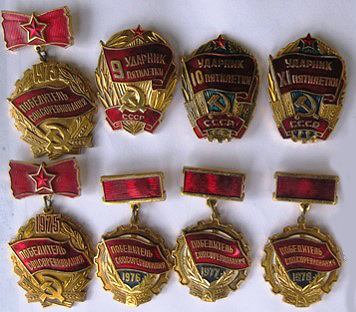 1973
ПОБЕДИТЕЛЬ
СОЦСОРЕВНОВАНИЯ
9 УДАРНИК
ПЯТИЛЕТКИ
СССР
УДАРНИК
10 ПЯТИЛЕТКИ
СССР
УДАРНИК
XI ПЯТИЛЕТКИ
СССР
1975
ПОБЕДИТЕЛЬ
СОЦСОРЕВНОВАНИЯ
ПОБЕДИТЕЛЬ
СОЦСОРЕВНОВАНИЯ
1976
ПОБЕДИТЕЛЬ
СОЦСОРЕВНОВАНИЯ
1977
ПОБЕДИТЕЛЬ
СОЦСОРЕВНОВАНИЯ